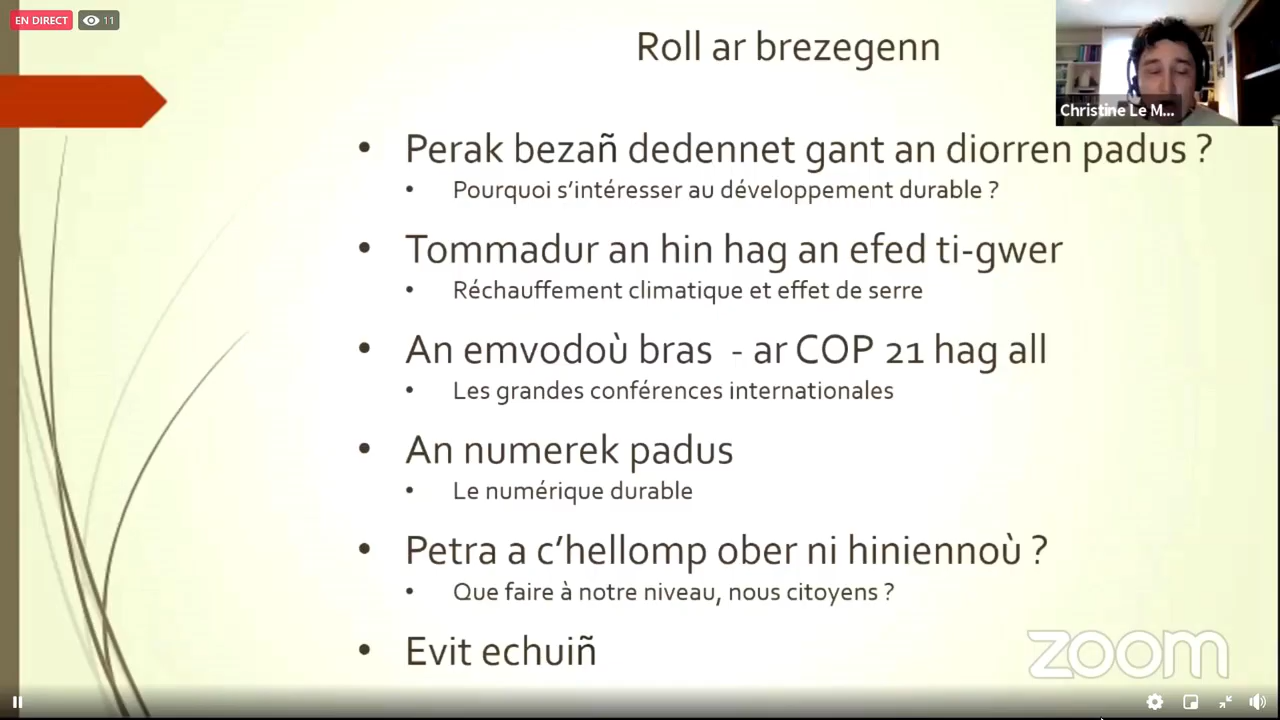 EN DIRECT
11
Roll ar brezegenn
Christine Le M...
Perak bezañ dedennet gant an diorren padus ?
Pourquoi s’intéresser au développement durable ?
Tommadur an hin hag an efed ti-gwer
Réchauffement climatique et effet de serre
An emvodoù bras - ar COP 21 hag all
Les grandes conférences internationales
An numerek padus
Le numérique durable
Petra a c’hellomp ober ni hiniennoù ?
Que faire à notre niveau, nous citoyens ?
Evit echuiñ
zoom